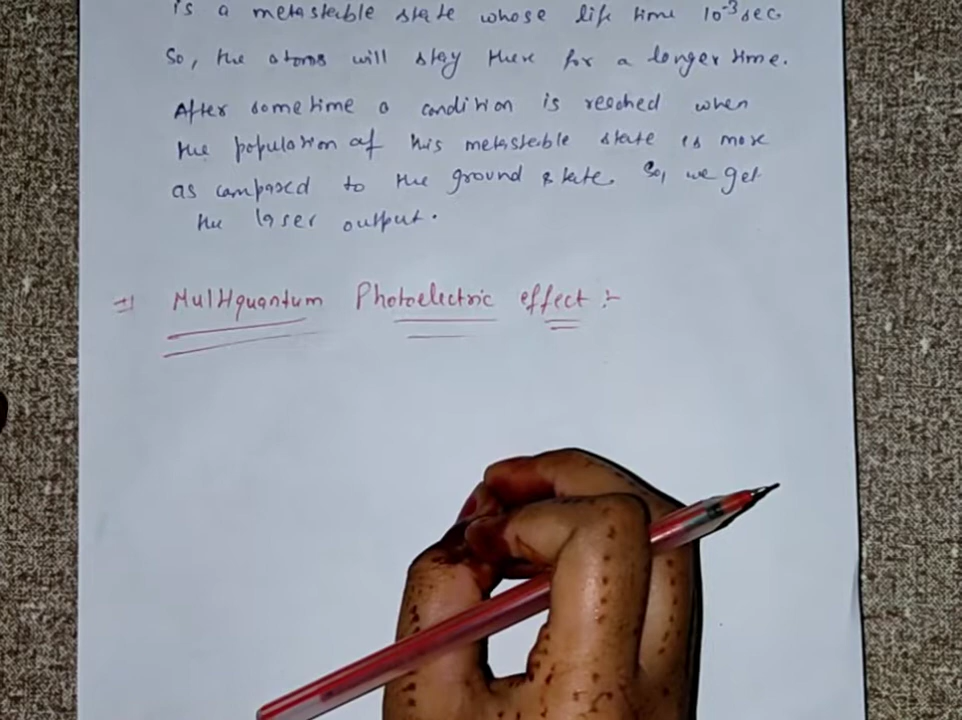 is a metastable state whose life time 10⁻³ sec.
So, the atoms will stay there for a longer time.
After sometime a condition is reached when
the population of this metastable state is more
as compared to the ground state. So, we get
the laser output.
⇒ Multiquantum Photoelectric effect :-